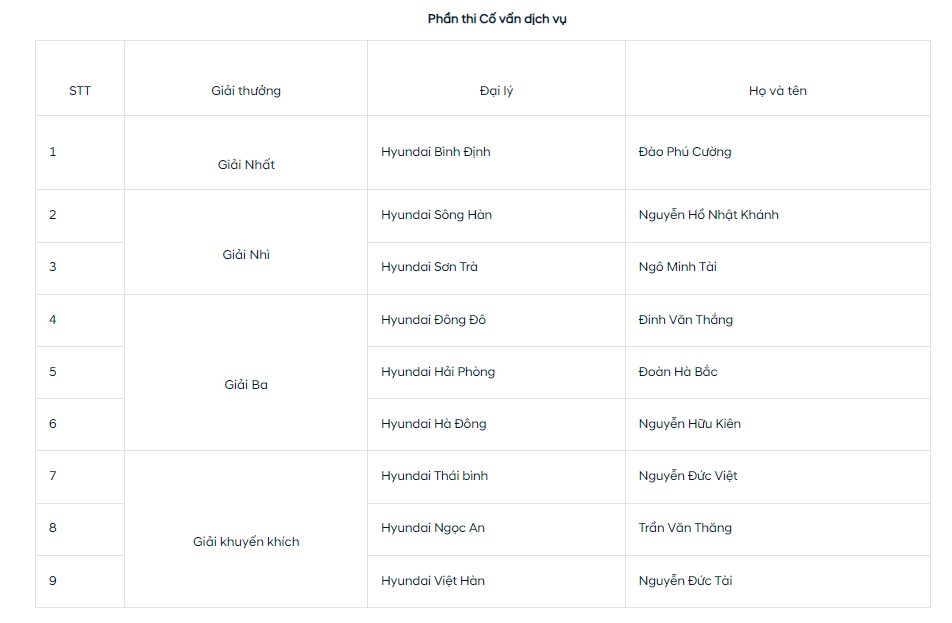 Phần thi Cố vấn dịch vụ
STT Giải thưởng Đại lý Họ và tên
1 Giải Nhất Hyundai Bình Định Đào Phú Cường
2 Giải Nhì Hyundai Sông Hàn Nguyễn Hồ Nhật Khánh
3 Hyundai Sơn Trà Ngô Minh Tài
4 Giải Ba Hyundai Đông Đô Đinh Văn Thắng
5 Hyundai Hải Phòng Đoàn Hà Bắc
6 Hyundai Hà Đông Nguyễn Hữu Kiên
7 Giải khuyến khích Hyundai Thái bình Nguyễn Đức Việt
8 Hyundai Ngọc An Trần Văn Thăng
9 Hyundai Việt Hàn Nguyễn Đức Tài